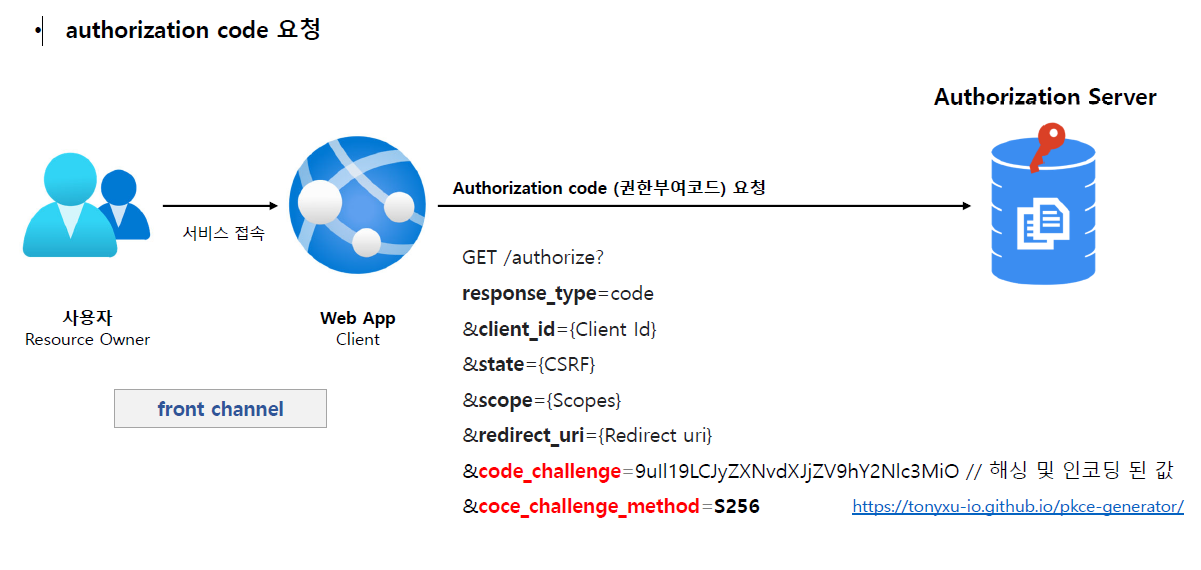 • authorization code 요청
Authorization Server
Authorization code (권한부여코드) 요청
서비스 접속
GET /authorize?
response_type=code
&client_id={Client Id}
&state={CSRF}
&scope={Scopes}
&redirect_uri={Redirect uri}
&code_challenge=9uIl19LCJyZXNvdXJjZV9hY2Nlc3MiO // 해싱 및 인코딩 된 값
&coce_challenge_method=S256
https://tonyxu-io.github.io/pkce-generator/
사용자
Resource Owner
Web App
Client
front channel